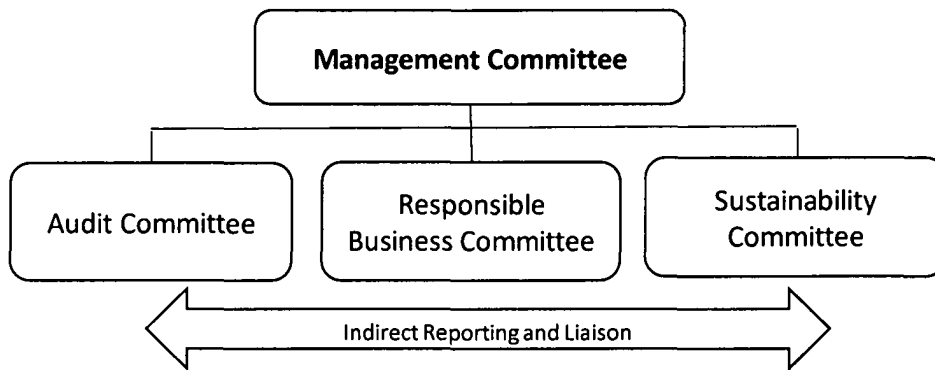 Management Committee
Audit Committee
Responsible
Business Committee
Sustainability
Committee
Indirect Reporting and Liaison